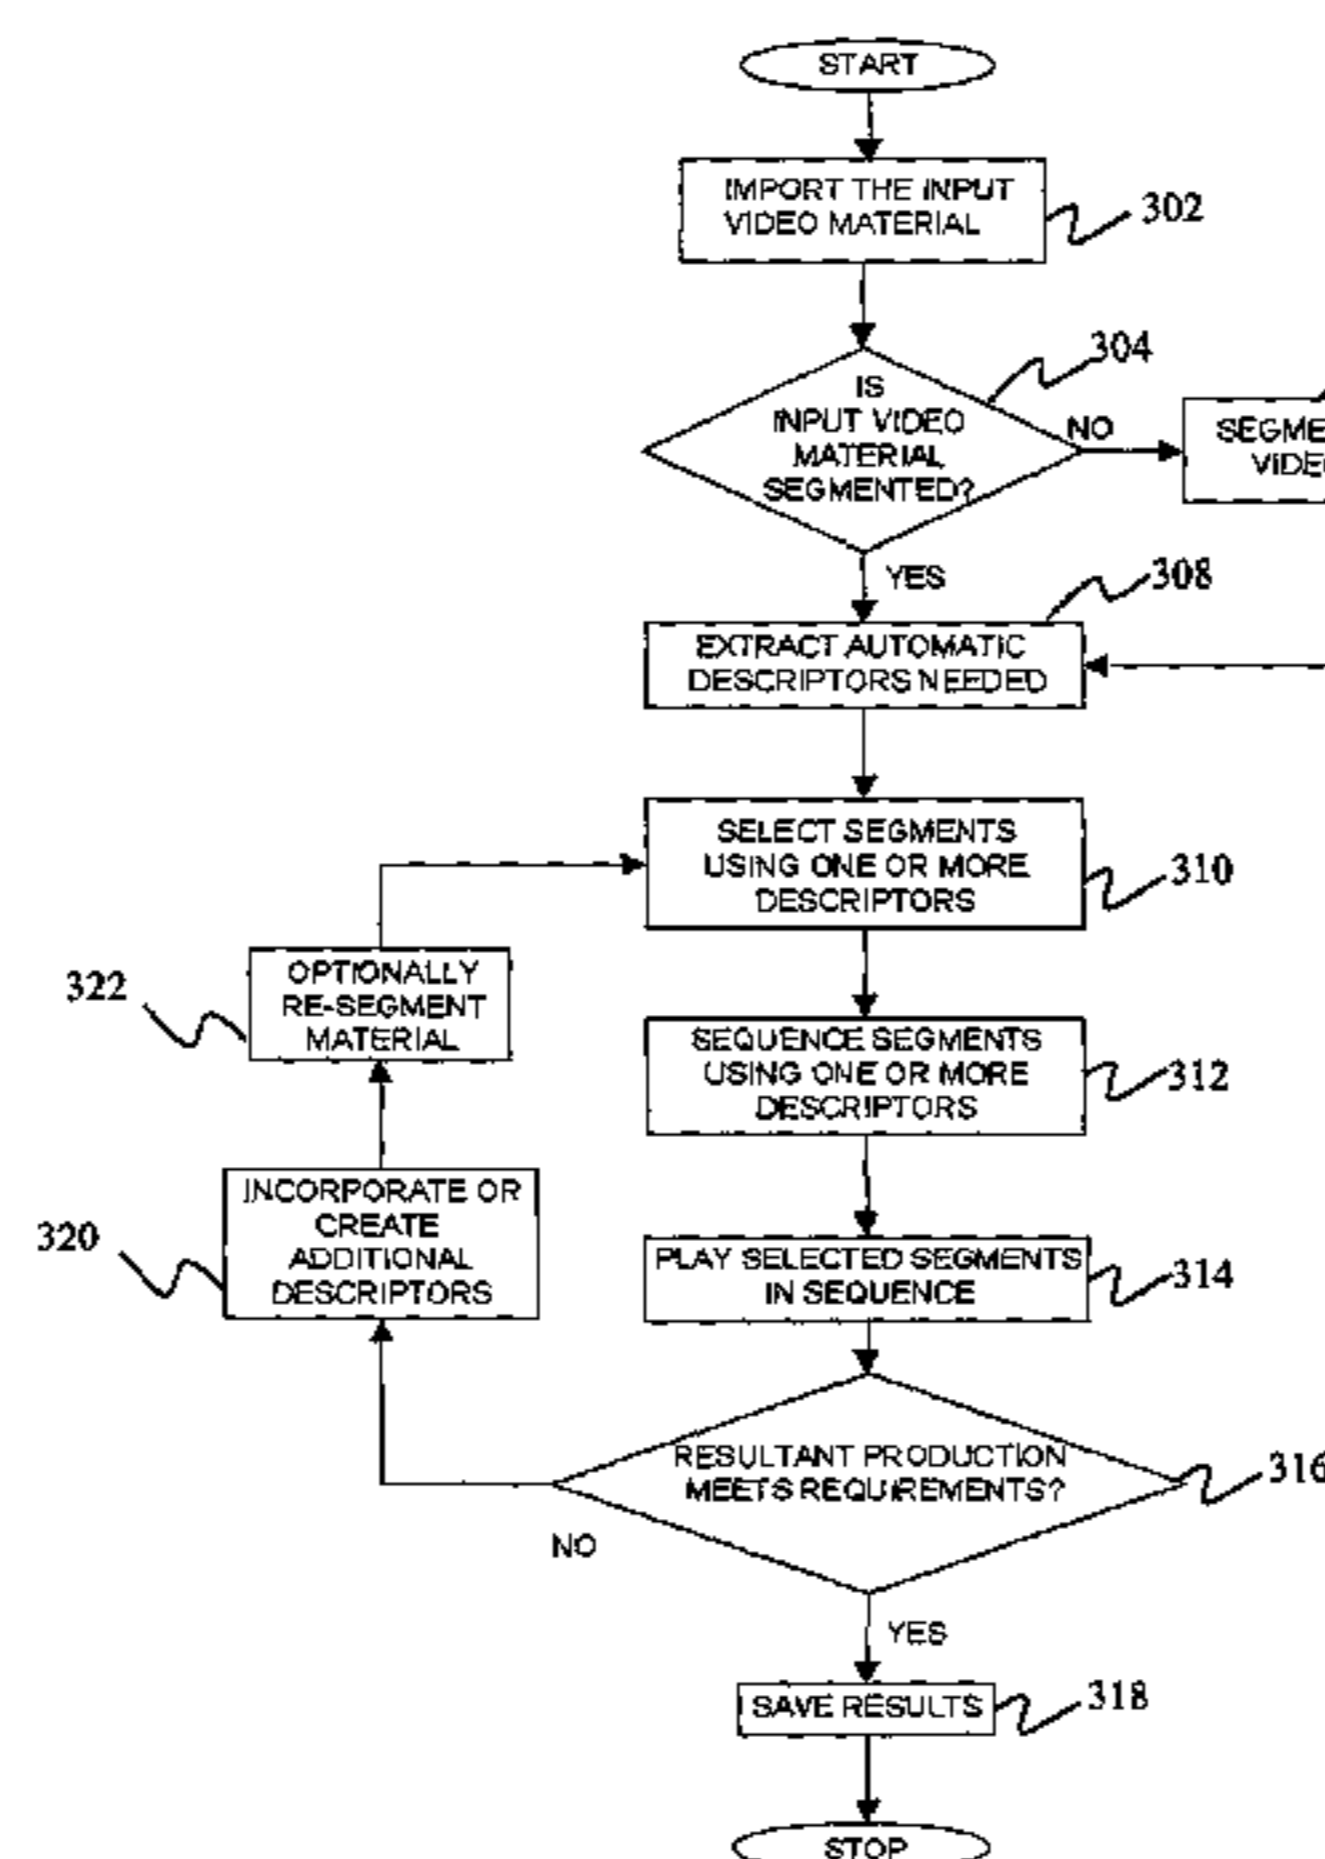 START
IMPORT THE INPUT
VIDEO MATERIAL
302
304
IS
INPUT VIDEO
MATERIAL
SEGMENTED?
NO
VIDEO
YES
308
EXTRACT AUTOMATIC
DESCRIPTORS NEEDED
SELECT SEGMENTS
USING ONE OR MORE
DESCRIPTORS
310
322
OPTIONALLY
RE-SEGMENT
MATERIAL
SEQUENCE SEGMENTS
USING ONE OR MORE
DESCRIPTORS
312
320
INCORPORATE OR
CREATE
ADDITIONAL
DESCRIPTORS
PLAY SELECTED SEGMENTS
IN SEQUENCE
314
RESULTANT PRODUCTION
MEETS REQUIREMENTS?
316
NO
YES
SAVE RESULTS
318
STOP